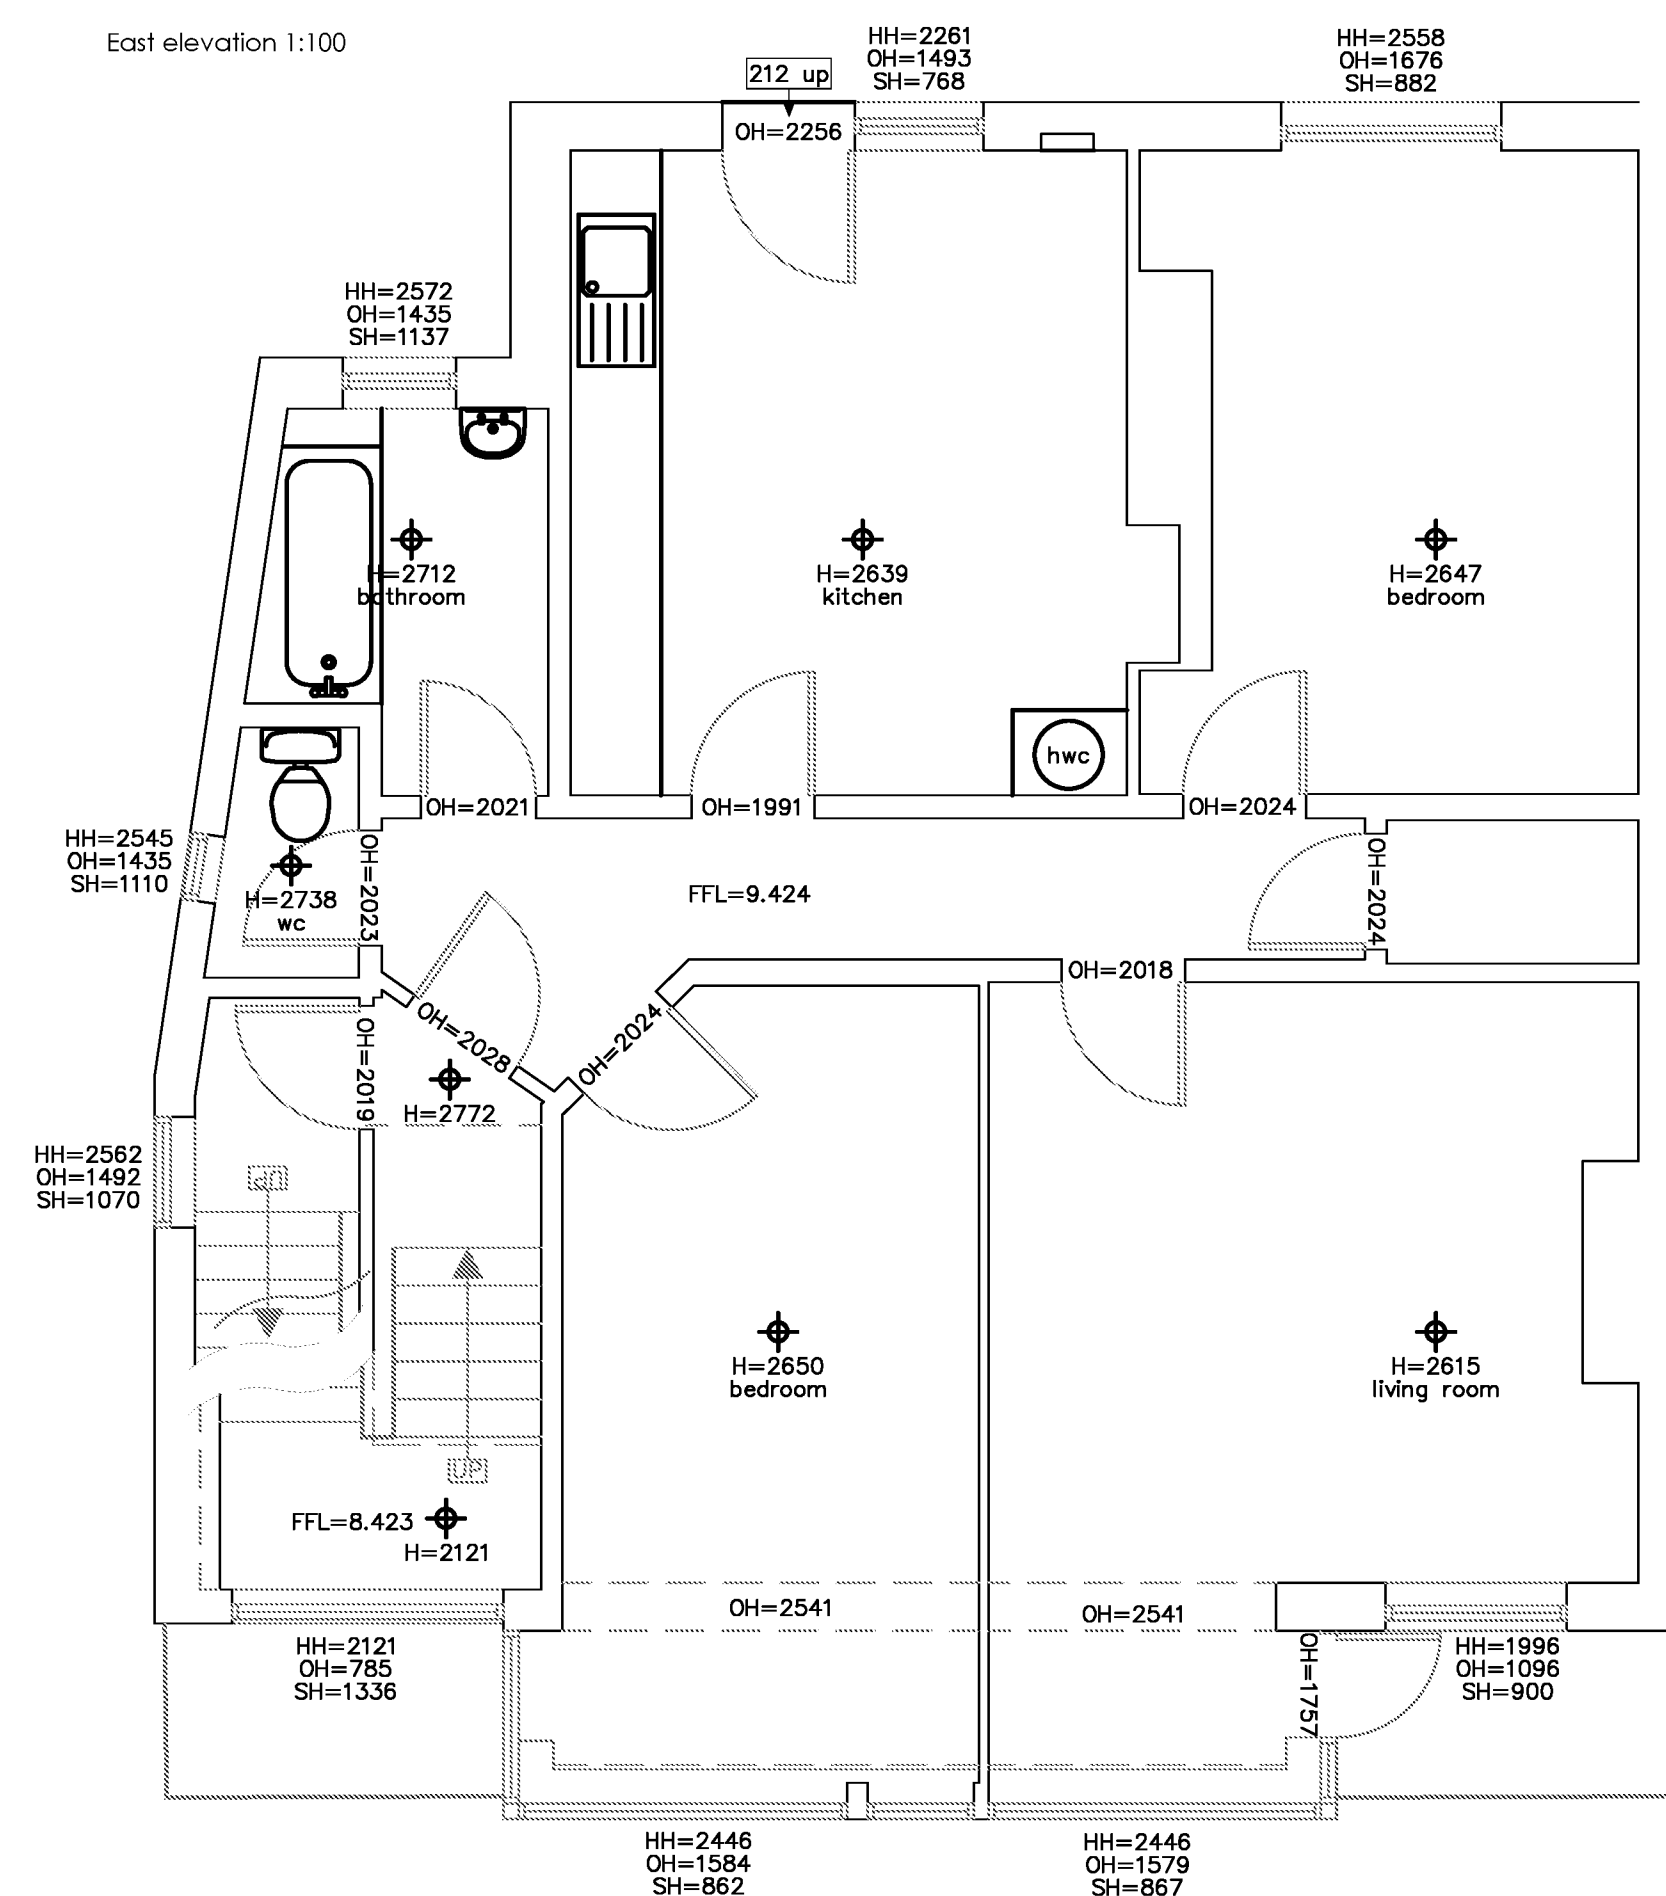 East elevation 1:100
HH=2261
OH=1493
SH=768
HH=2558
OH=1676
SH=882
212 up
OH=2256
HH=2572
OH=1435
SH=1137
H=2712
bathroom
H=2639
kitchen
H=2647
bedroom
hwc
OH=2021
OH=1991
OH=2024
HH=2545
OH=1435
SH=1110
OH=2023
H=2738
wc
FFL=9.424
OH=2024
OH=2018
OH=2028
OH=2024
OH=2019
H=2772
HH=2562
OH=1492
SH=1070
UP
H=2650
bedroom
H=2615
living room
UP
FFL=8.423
H=2121
OH=2541
OH=2541
HH=2121
OH=785
SH=1336
OH=1757
HH=1996
OH=1096
SH=900
HH=2446
OH=1584
SH=862
HH=2446
OH=1579
SH=867